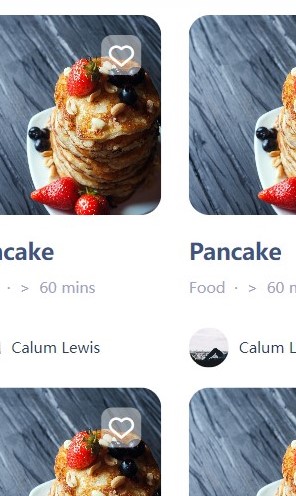 ncake
Pancake
· > 60 mins
Food · > 60 m
Calum Lewis
Calum L